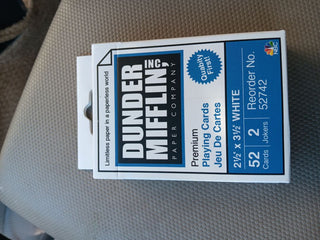 Limitless paper in a paperless world
DUNDER
MIFFLIN, INC
PAPER COMPANY
Quality
First!
Premium
Playing Cards
Jeu De Cartes
2½" x 3½" WHITE
52 Cards
2 Jokers
Reorder No.
52742